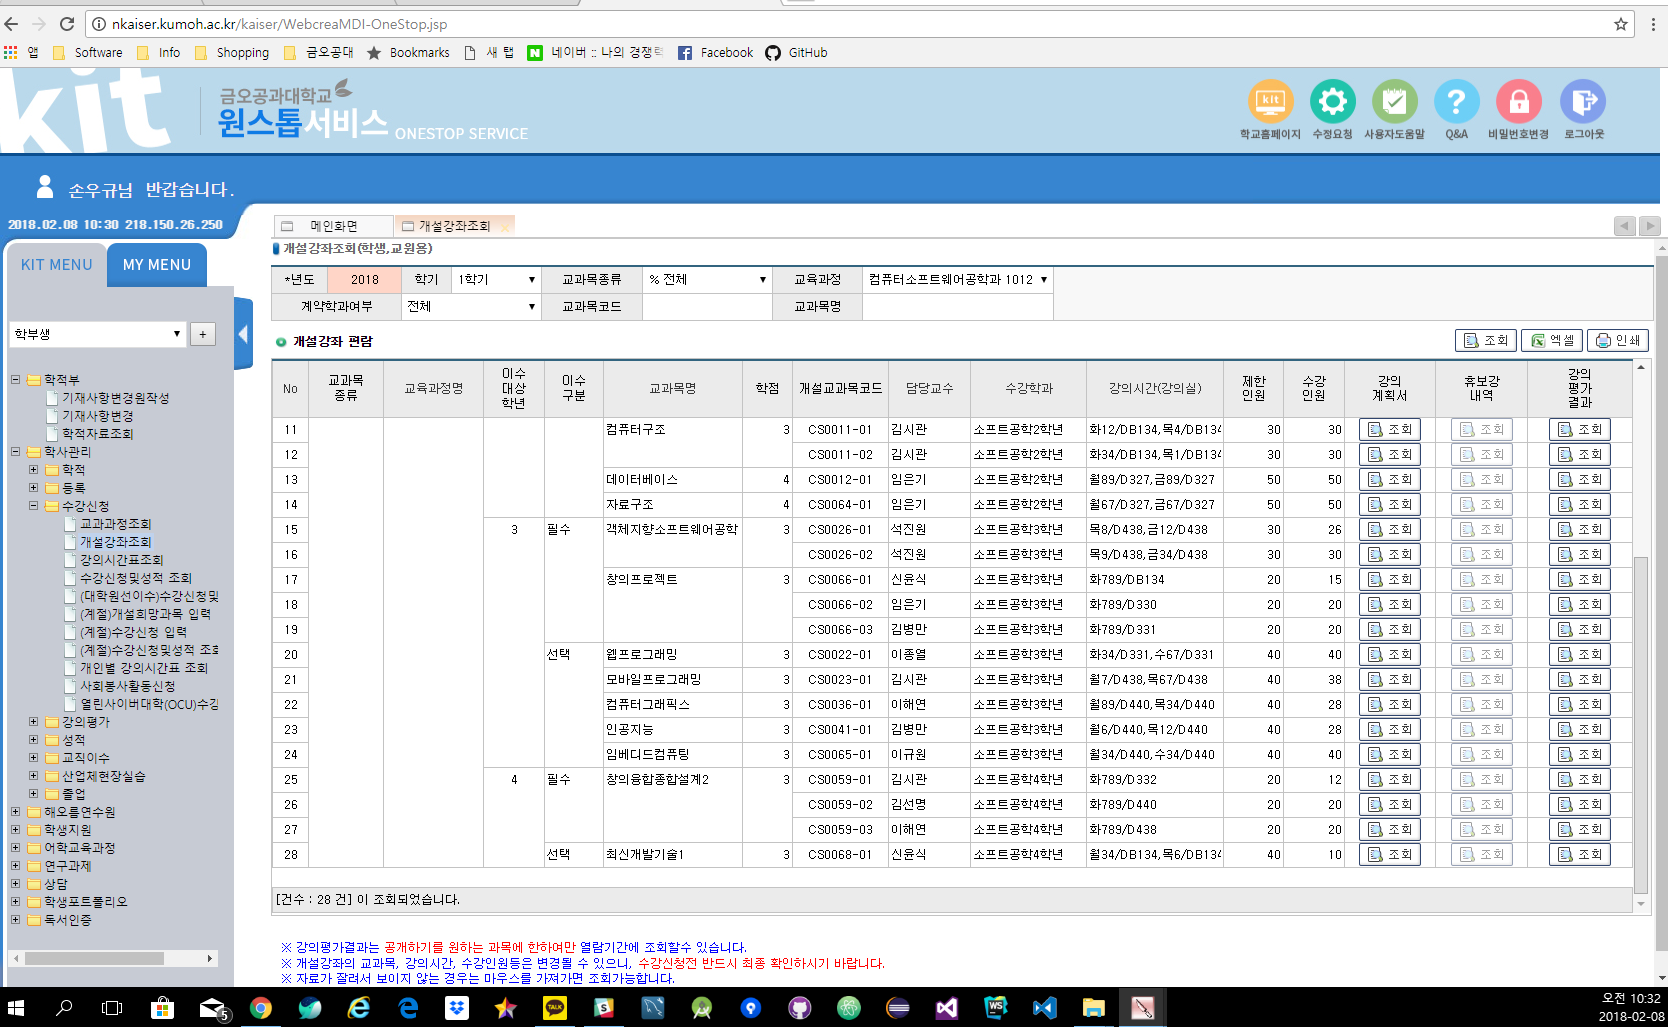 nkaiser.kumoh.ac.kr/kaiser/WebcreaMDI-OneStop.jsp
앱 Software Info Shopping 금오공대 Bookmarks 새 탭 네이버 :: 나의 경쟁력 Facebook GitHub
kit 금오공과대학교
원스톱서비스 ONESTOP SERVICE
kit
학교홈페이지 수정요청 사용자도움말 Q&A 비밀번호변경 로그아웃
손우규님 반갑습니다.
2018.02.08 10:30 218.150.26.250
메인화면 개설강좌조회
KIT MENU MY MENU
개설강좌조회(학생,교원용)
*년도 2018 학기 1학기 교과목종류 % 전체 교육과정 컴퓨터소프트웨어공학과 1012
계약학과여부 전체 교과목코드 교과목명
학부생 +
개설강좌 편람
조회 엑셀 인쇄
학적부
기재사항변경원작성
기재사항변경
학적자료조회
학사관리
학적
등록
수강신청
교과과정조회
개설강좌조회
강의시간표조회
수강신청및성적 조회
(대학원선이수)수강신청및
(계절)개설희망과목 입력
(계절)수강신청 입력
(계절)수강신청및성적 조회
개인별 강의시간표 조회
사회봉사활동신청
열린사이버대학(OCU)수강
강의평가
성적
교직이수
산업체현장실습
졸업
해오름연수원
학생지원
어학교육과정
연구과제
상담
학생포트폴리오
독서인증
No 교과목종류 교육과정명 이수대상학년 이수구분 교과목명 학점 개설교과목코드 담당교수 수강학과 강의시간(강의실) 제한인원 수강인원 강의계획서 휴보강내역 강의평가결과
11 컴퓨터구조 3 CS0011-01 김시관 소프트공학2학년 화12/DB134,목4/DB134 30 30 조회 조회 조회
12 CS0011-02 김시관 소프트공학2학년 화34/DB134,목1/DB134 30 30 조회 조회 조회
13 데이터베이스 4 CS0012-01 임은기 소프트공학2학년 월89/D327,금89/D327 50 50 조회 조회 조회
14 자료구조 4 CS0064-01 임은기 소프트공학2학년 월67/D327,금67/D327 50 50 조회 조회 조회
15 3 필수 객체지향소프트웨어공학 3 CS0026-01 석진원 소프트공학3학년 목8/D438,금12/D438 30 26 조회 조회 조회
16 CS0026-02 석진원 소프트공학3학년 목9/D438,금34/D438 30 30 조회 조회 조회
17 창의프로젝트 3 CS0066-01 신윤식 소프트공학3학년 화789/DB134 20 15 조회 조회 조회
18 CS0066-02 임은기 소프트공학3학년 화789/D330 20 20 조회 조회 조회
19 CS0066-03 김병만 소프트공학3학년 화789/D331 20 20 조회 조회 조회
20 선택 웹프로그래밍 3 CS0022-01 이종열 소프트공학3학년 화34/D331,수67/D331 40 40 조회 조회 조회
21 모바일프로그래밍 3 CS0023-01 김시관 소프트공학3학년 월7/D438,목67/D438 40 38 조회 조회 조회
22 컴퓨터그래픽스 3 CS0036-01 이해연 소프트공학3학년 월89/D440,목34/D440 40 28 조회 조회 조회
23 인공지능 3 CS0041-01 김병만 소프트공학3학년 월6/D440,목12/D440 40 28 조회 조회 조회
24 임베디드컴퓨팅 3 CS0065-01 이규원 소프트공학3학년 월34/D440,수34/D440 40 40 조회 조회 조회
25 4 필수 창의융합종합설계2 3 CS0059-01 김시관 소프트공학4학년 화789/D332 20 12 조회 조회 조회
26 CS0059-02 김선명 소프트공학4학년 화789/D440 20 20 조회 조회 조회
27 CS0059-03 이해연 소프트공학4학년 화789/D438 20 20 조회 조회 조회
28 선택 최신개발기술1 3 CS0068-01 신윤식 소프트공학4학년 월34/DB134,목6/DB134 40 10 조회 조회 조회
[건수 : 28 건] 이 조회되었습니다.
※ 강의평가결과는 공개하기를 원하는 과목에 한하여만 열람기간에 조회할수 있습니다.
※ 개설강좌의 교과목, 강의시간, 수강인원등은 변경될 수 있으니, 수강신청전 반드시 최종 확인하시기 바랍니다.
※ 자료가 잘려서 보이지 않는 경우는 마우스를 가져가면 조회가능합니다.
5 TALK WS
오전 10:32
2018-02-08